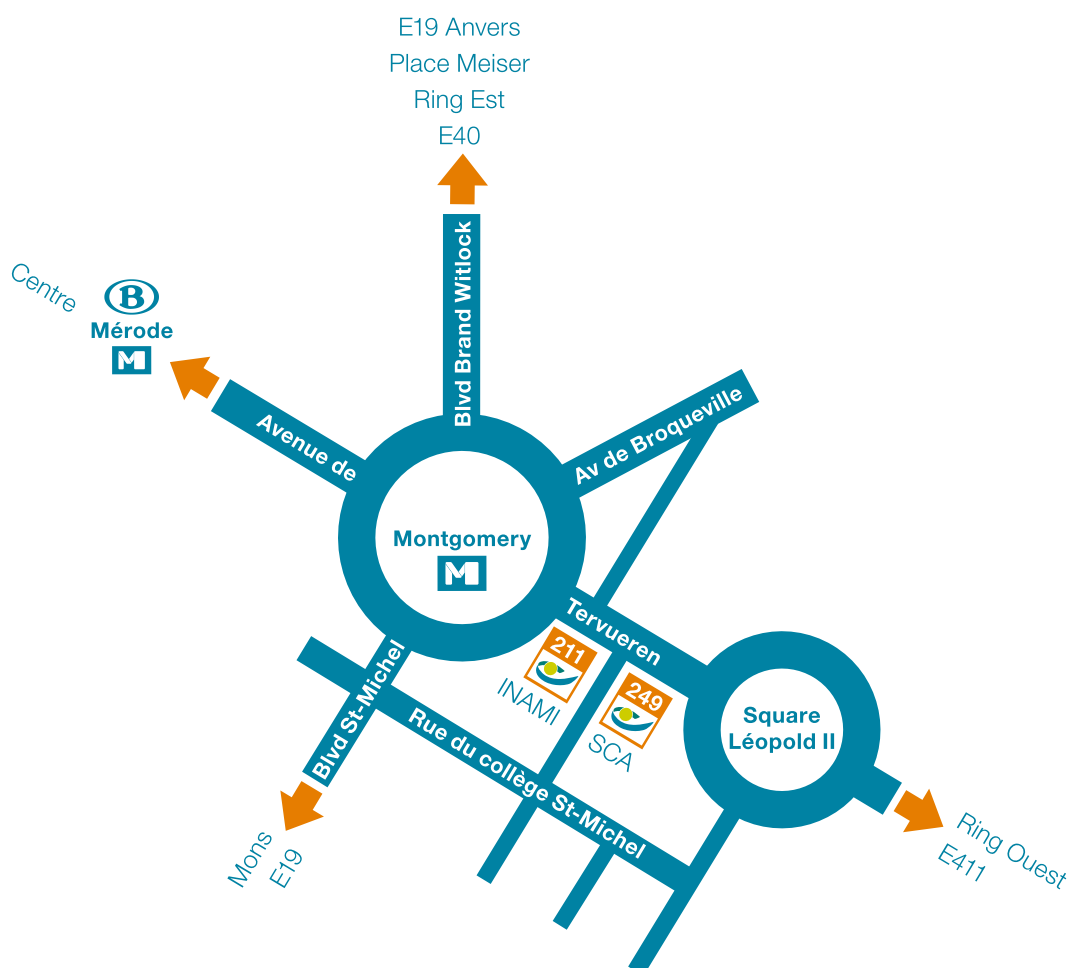 E19 Anvers
Place Meiser
Ring Est
E40
Blvd Brand Witlock
Centre
B
Mérode
M
Avenue de
Av de Broqueville
Montgomery
M
Tervueren
211
INAMI
249
SCA
Blvd St-Michel
Rue du collège St-Michel
Square
Léopold II
Mons
E19
Ring Ouest
E411